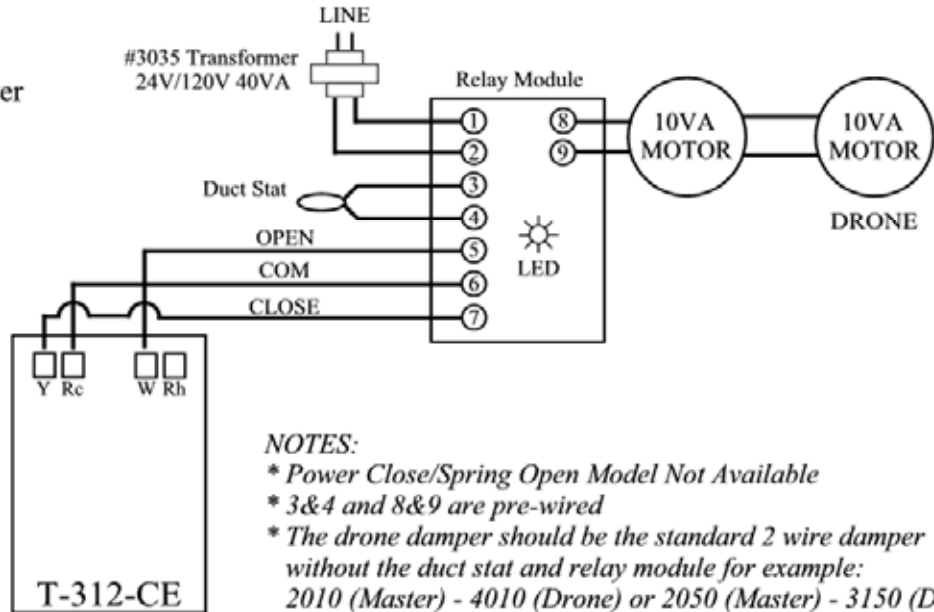 LINE
#3035 Transformer
24V/120V 40VA
er
Relay Module
1
8
10VA
MOTOR
10VA
MOTOR
2
9
Duct Stat
3
4
DRONE
OPEN
5
LED
COM
6
CLOSE
7
Y Rc W Rh
T-312-CE
NOTES:
* Power Close/Spring Open Model Not Available
* 3&4 and 8&9 are pre-wired
* The drone damper should be the standard 2 wire damper
without the duct stat and relay module for example:
2010 (Master) - 4010 (Drone) or 2050 (Master) - 3150 (D